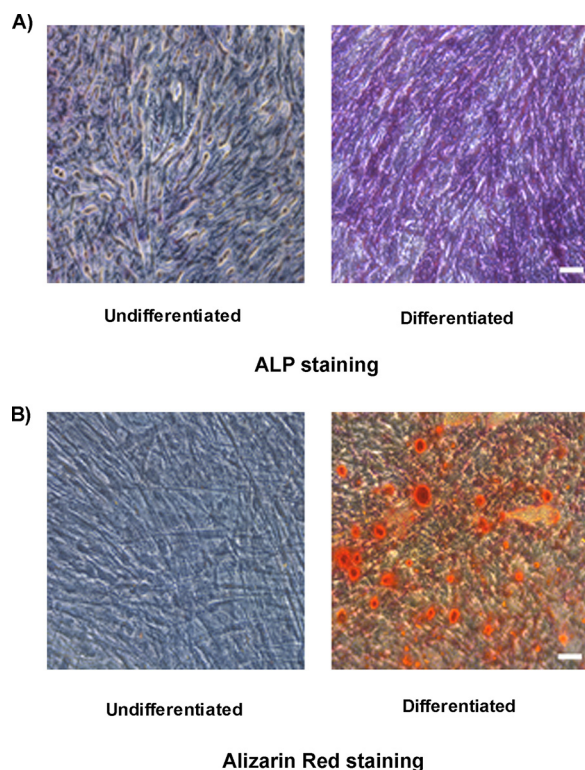 A)
Undifferentiated Differentiated
ALP staining
B)
Undifferentiated Differentiated
Alizarin Red staining